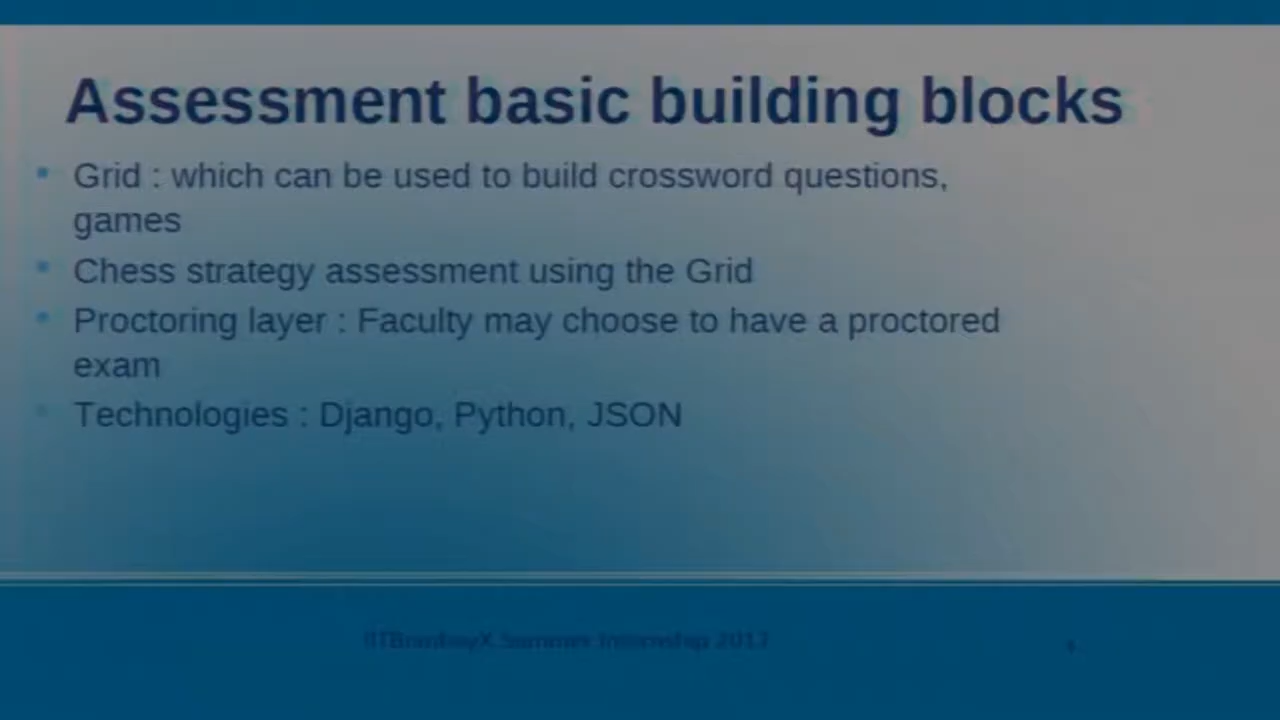 Assessment basic building blocks
Grid : which can be used to build crossword questions,
games
Chess strategy assessment using the Grid
Proctoring layer : Faculty may choose to have a proctored
exam
Technologies : Django, Python, JSON
IITBombayX Summer Internship 2017